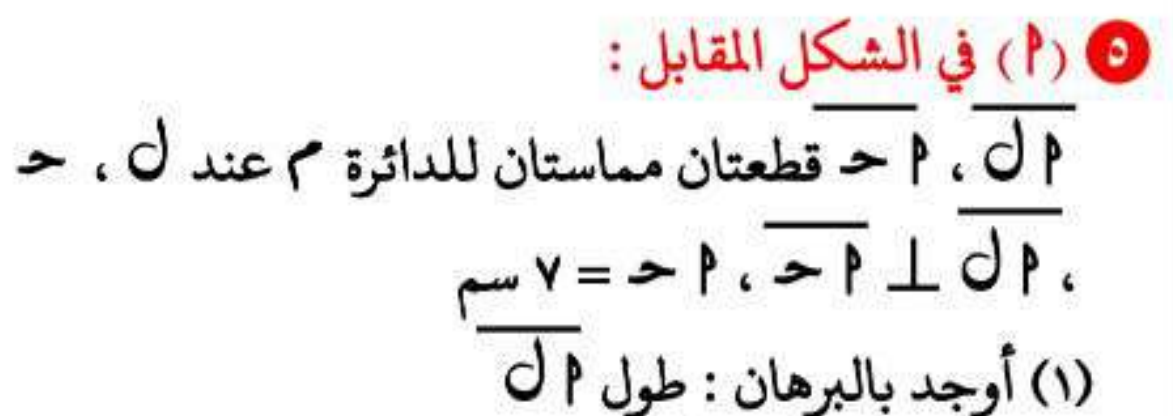 ٥ (أ) في الشكل المقابل :
أ ل ، أ حـ قطعتان مماستان للدائرة م عند ل ، حـ
، أ ل ⊥ أ حـ ، أ حـ = ٧ سم
(١) أوجد بالبرهان : طول أ ل